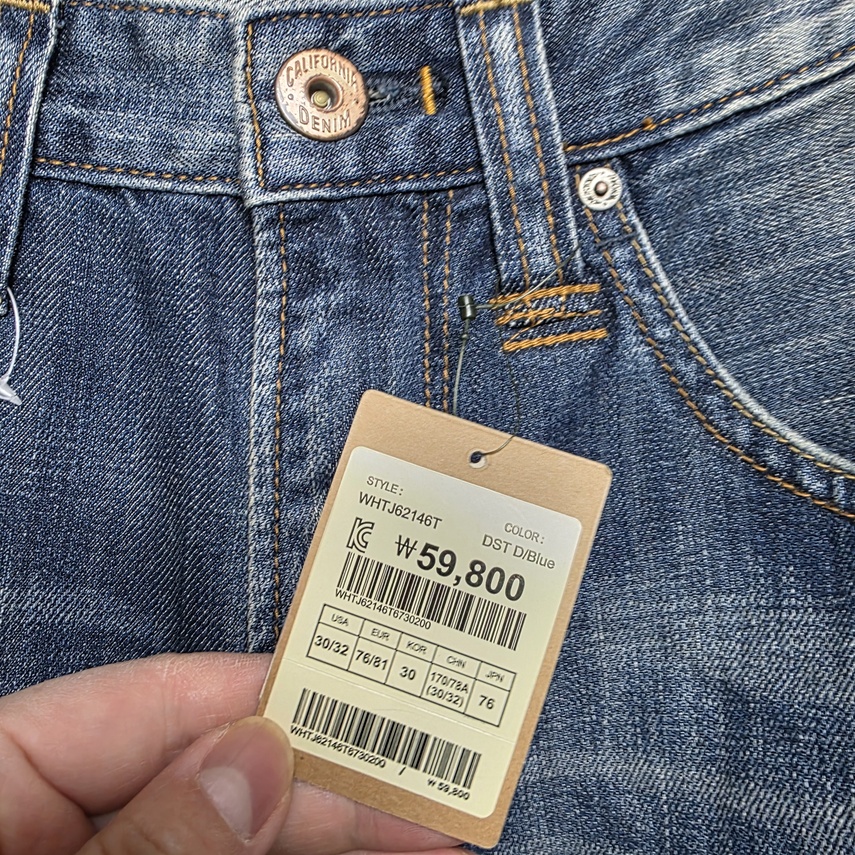 CALIFORNIA
DENIM
STYLE:
WHTJ62146T
COLOR:
DST D/Blue
₩59,800
WHTJ62146T6730200
USA EUR KOR CHN JPN
30/32 76/81 30 170/78A (30/32) 76
WHTJ62146T6730200 /
₩59,800